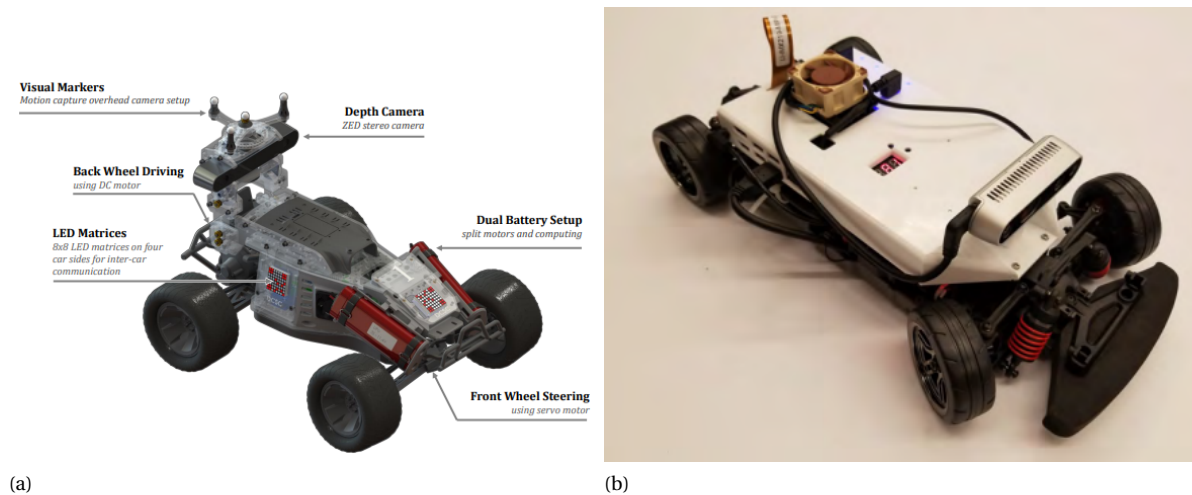 Visual Markers
Motion capture overhead camera setup
Depth Camera
ZED stereo camera
Back Wheel Driving
using DC motor
Dual Battery Setup
split motors and computing
LED Matrices
8x8 LED matrices on four
car sides for inter-car
communication
Front Wheel Steering
using servo motor
(a)
(b)